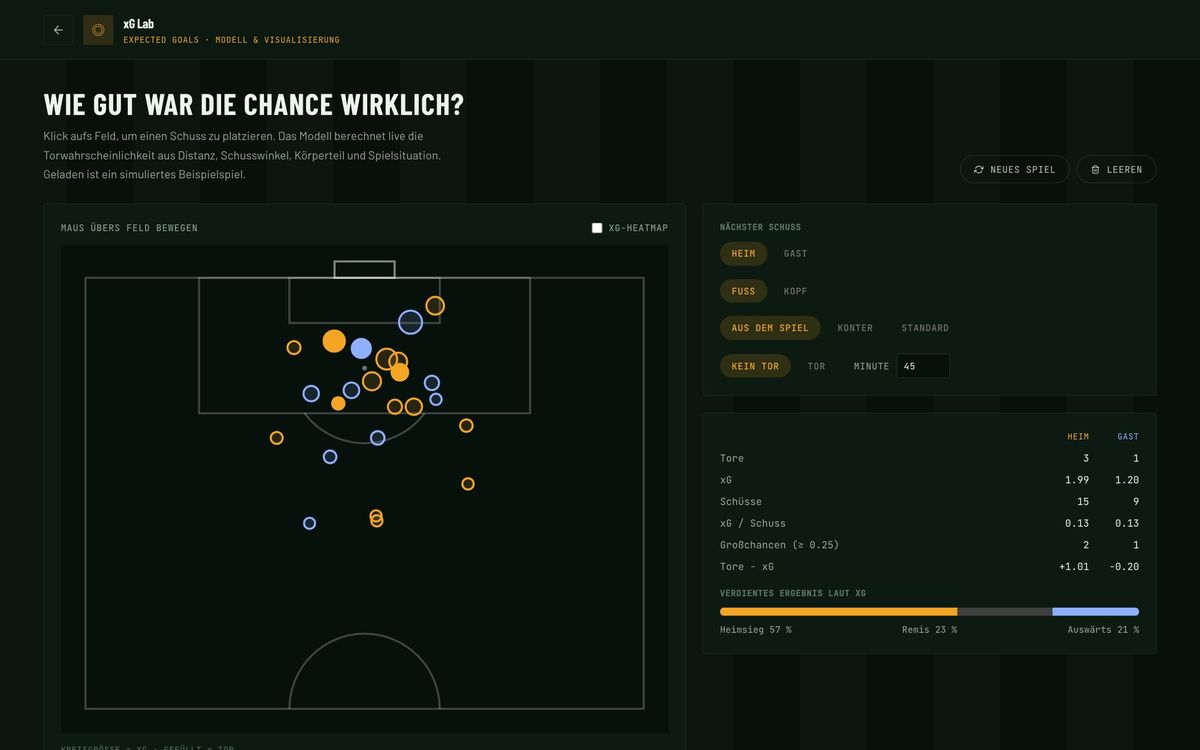 xG Lab
EXPECTED GOALS · MODELL & VISUALISIERUNG
WIE GUT WAR DIE CHANCE WIRKLICH?
Klick aufs Feld, um einen Schuss zu platzieren. Das Modell berechnet live die
Torwahrscheinlichkeit aus Distanz, Schusswinkel, Körperteil und Spielsituation.
Geladen ist ein simuliertes Beispielspiel.
NEUES SPIEL
LEEREN
MAUS ÜBERS FELD BEWEGEN
XG-HEATMAP
NÄCHSTER SCHUSS
HEIM GAST
FUSS KOPF
AUS DEM SPIEL KONTER STANDARD
KEIN TOR TOR MINUTE 45
HEIM GAST
Tore 3 1
xG 1.99 1.20
Schüsse 15 9
xG / Schuss 0.13 0.13
Großchancen (≥ 0.25) 2 1
Tore - xG +1.01 -0.20
VERDIENTES ERGEBNIS LAUT XG
Heimsieg 57 % Remis 23 % Auswärts 21 %
KREISGRÖSSE = XG · GEFÜLLT = TOR